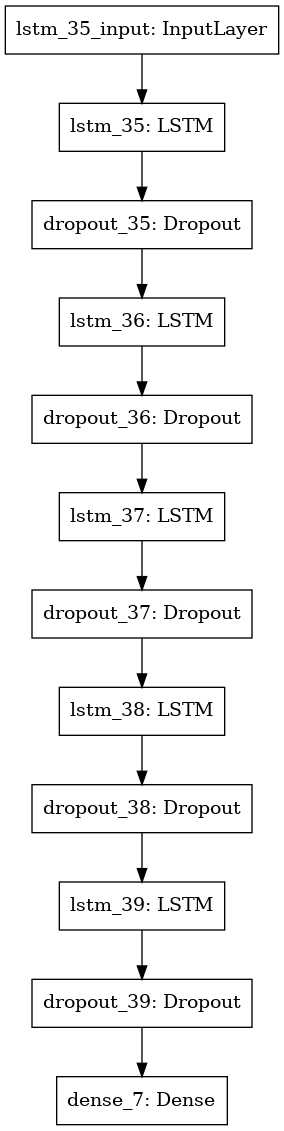 lstm_35_input: InputLayer
lstm_35: LSTM
dropout_35: Dropout
lstm_36: LSTM
dropout_36: Dropout
lstm_37: LSTM
dropout_37: Dropout
lstm_38: LSTM
dropout_38: Dropout
lstm_39: LSTM
dropout_39: Dropout
dense_7: Dense